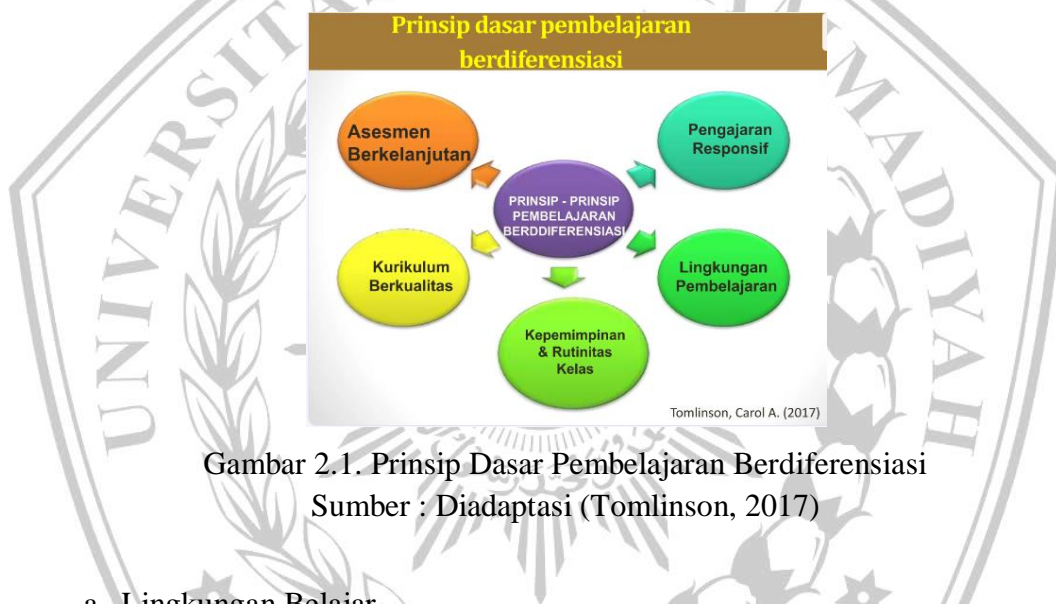 Prinsip dasar pembelajaran
berdiferensiasi
Asesmen
Berkelanjutan
Pengajaran
Responsif
PRINSIP - PRINSIP
PEMBELAJARAN
BERDDIFERENSIASI
Kurikulum
Berkualitas
Lingkungan
Pembelajaran
Kepemimpinan
& Rutinitas
Kelas
Tomlinson, Carol A. (2017)
Gambar 2.1. Prinsip Dasar Pembelajaran Berdiferensiasi
Sumber : Diadaptasi (Tomlinson, 2017)
a. Lingkungan Belajar